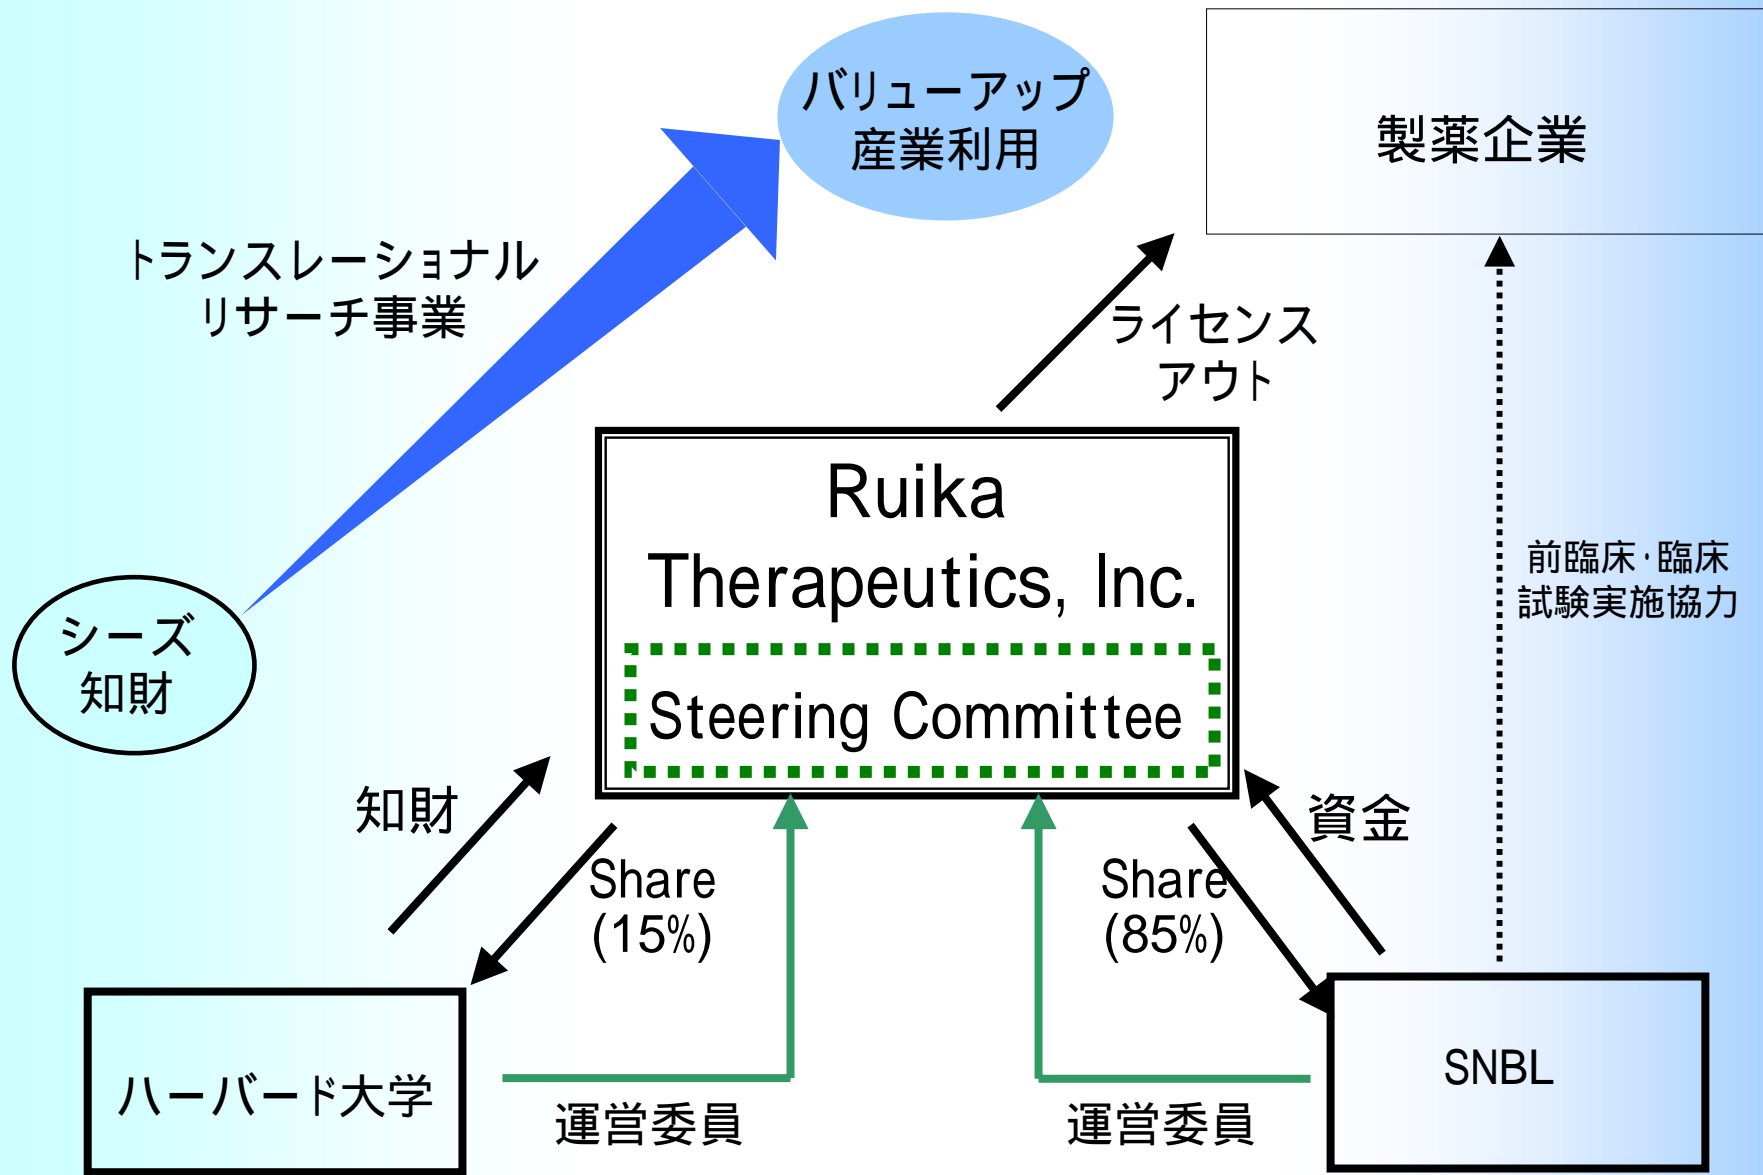 バリューアップ
産業利用
製薬企業
トランスレーショナル
リサーチ事業
ライセンス
アウト
Ruika
Therapeutics, Inc.
Steering Committee
前臨床・臨床
試験実施協力
シーズ
知財
知財
Share
(15%)
Share
(85%)
資金
ハーバード大学
運営委員
運営委員
SNBL